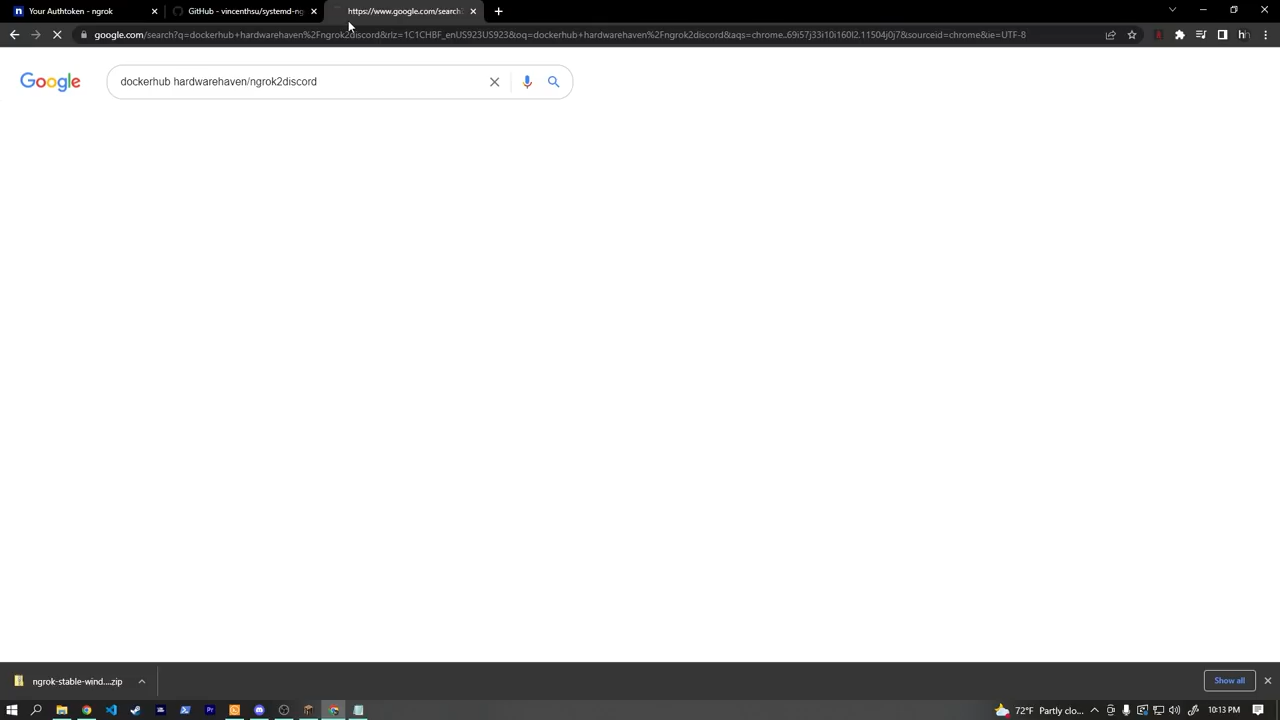 Your Authtoken - ngrok
GitHub - vincenthsu/systemd-ng
https://www.google.com/search?
google.com/search?q=dockerhub+hardwarehaven%2Fngrok2discord&rlz=1C1CHBF_enUS923US923&oq=dockerhub+hardwarehaven%2Fngrok2discord&aqs=chrome..69i57j33i10i160l2.11504j0j7&sourceid=chrome&ie=UTF-8
Google
dockerhub hardwarehaven/ngrok2discord
ngrok-stable-wind....zip
Show all
72°F Partly clo...
10:13 PM